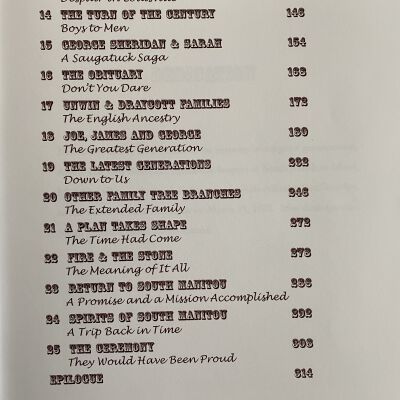 14 THE TURN OF THE CENTURY 146
Boys to Men
15 GEORGE SHERIDAN & SARAH 154
A Saugatuck Saga
16 THE OBITUARY 163
Don't You Dare
17 UNWIN & DRAYCOTT FAMILIES 172
The English Ancestry
18 JOE, JAMES AND GEORGE 180
The Greatest Generation
19 THE LATEST GENERATIONS 232
Down to Us
20 OTHER FAMILY TREE BRANCHES 246
The Extended Family
21 A PLAN TAKES SHAPE 272
The Time Had Come
22 FIRE & THE STONE 278
The Meaning of It All
23 RETURN TO SOUTH MANITOU 286
A Promise and a Mission Accomplished
24 SPIRITS OF SOUTH MANITOU 292
A Trip Back in Time
25 THE CEREMONY 303
They Would Have Been Proud
EPILOGUE 314